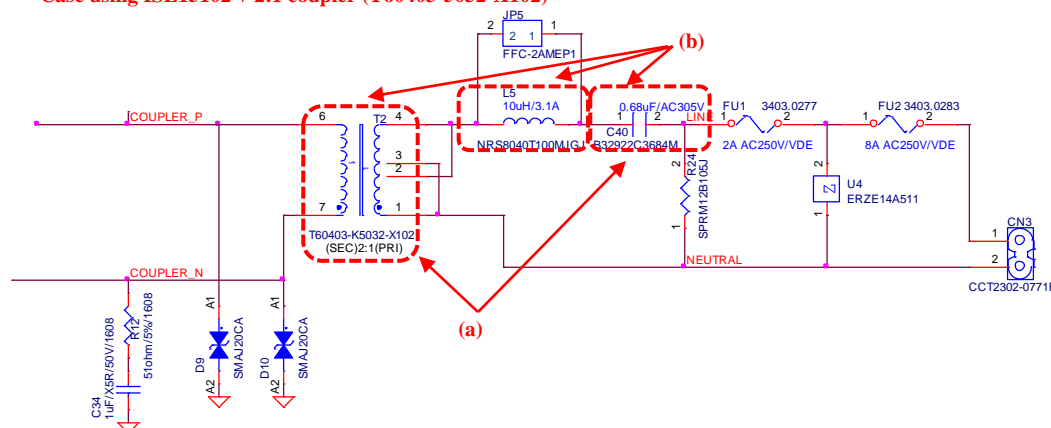 JP5
2
2 1
1
FFC-2AMEP1
(b)
L5
10uH/3.1A
0.68uF/AC305V
FU1
3403.0277
FU2 3403.0283
COUPLER_P
6
T2
4
1
2
LINE
1
2
1
2
C40
NRS8040T100MJGJ
B32922C3684M
2A AC250V/VDE
8A AC250V/VDE
3
2
2
R24
SPRM12B105J
1
2
U4
ERZE14A511
1
7
1
T60403-K5032-X102
(SEC)2:1(PRI)
CN3
1
2
NEUTRAL
COUPLER_N
CCT2302-0771
R12
51ohm/5%/1608
C34
1uF/X5R/50V/1608
A1
D9
SMAJ20CA
A2
A1
D10
SMAJ20CA
A2
(a)